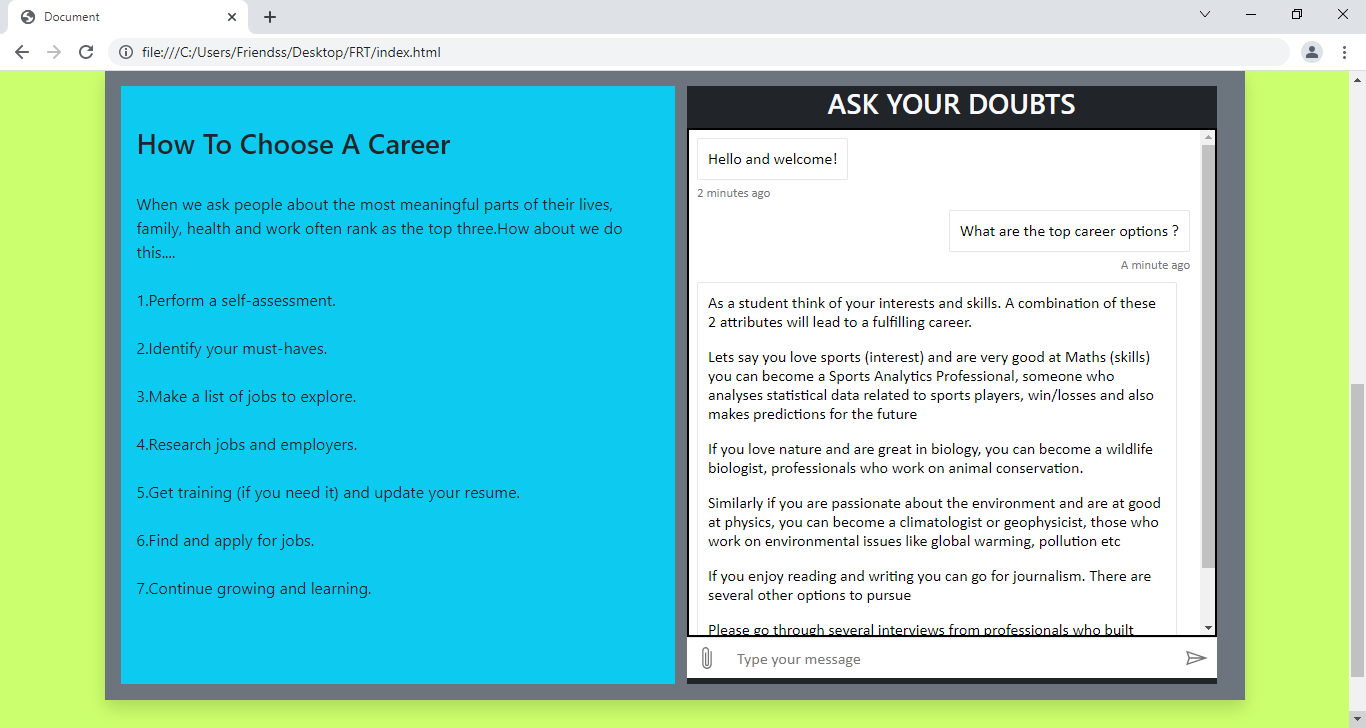 Document
file:///C:/Users/Friendss/Desktop/FRT/index.html
How To Choose A Career
When we ask people about the most meaningful parts of their lives,
family, health and work often rank as the top three.How about we do
this....
1.Perform a self-assessment.
2.Identify your must-haves.
3.Make a list of jobs to explore.
4.Research jobs and employers.
5.Get training (if you need it) and update your resume.
6.Find and apply for jobs.
7.Continue growing and learning.
ASK YOUR DOUBTS
Hello and welcome!
2 minutes ago
What are the top career options ?
A minute ago
As a student think of your interests and skills. A combination of these
2 attributes will lead to a fulfilling career.
Lets say you love sports (interest) and are very good at Maths (skills)
you can become a Sports Analytics Professional, someone who
analyses statistical data related to sports players, win/losses and also
makes predictions for the future
If you love nature and are great in biology, you can become a wildlife
biologist, professionals who work on animal conservation.
Similarly if you are passionate about the environment and are at good
at physics, you can become a climatologist or geophysicist, those who
work on environmental issues like global warming, pollution etc
If you enjoy reading and writing you can go for journalism. There are
several other options to pursue
Please go through several interviews from professionals who built
Type your message